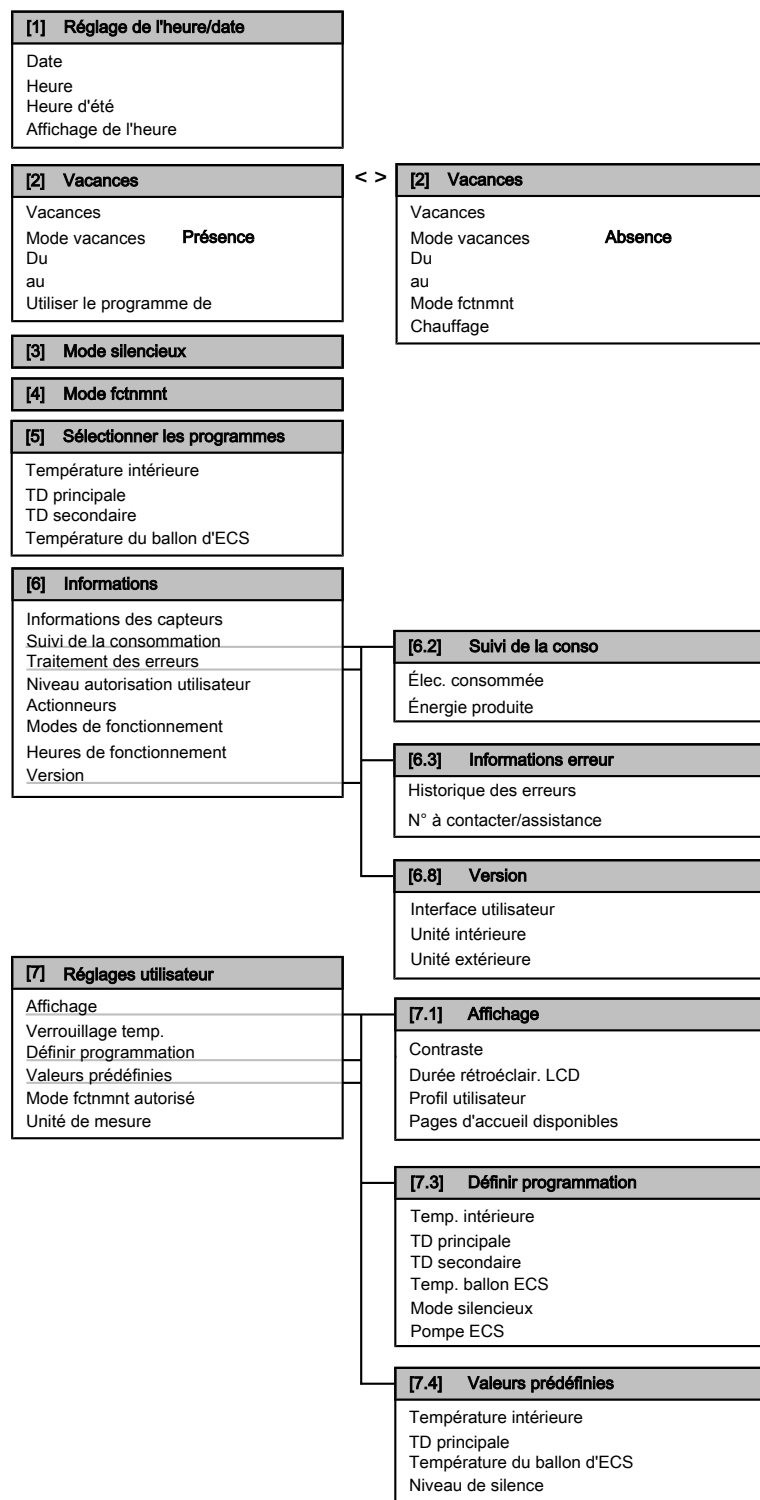 [1] Réglage de l'heure/date
Date
Heure
Heure d'été
Affichage de l'heure
[2] Vacances
Vacances
Mode vacances Présence
Du
au
Utiliser le programme de
< >
[2] Vacances
Vacances
Mode vacances Absence
Du
au
Mode fctnmnt
Chauffage
[3] Mode silencieux
[4] Mode fctnmnt
[5] Sélectionner les programmes
Température intérieure
TD principale
TD secondaire
Température du ballon d'ECS
[6] Informations
Informations des capteurs
Suivi de la consommation
Traitement des erreurs
Niveau autorisation utilisateur
Actionneurs
Modes de fonctionnement
Heures de fonctionnement
Version
[6.2] Suivi de la conso
Élec. consommée
Énergie produite
[6.3] Informations erreur
Historique des erreurs
N° à contacter/assistance
[6.8] Version
Interface utilisateur
Unité intérieure
Unité extérieure
[7] Réglages utilisateur
Affichage
Verrouillage temp.
Définir programmation
Valeurs prédéfinies
Mode fctnmnt autorisé
Unité de mesure
[7.1] Affichage
Contraste
Durée rétroéclair. LCD
Profil utilisateur
Pages d'accueil disponibles
[7.3] Définir programmation
Temp. intérieure
TD principale
TD secondaire
Temp. ballon ECS
Mode silencieux
Pompe ECS
[7.4] Valeurs prédéfinies
Température intérieure
TD principale
Température du ballon d'ECS
Niveau de silence